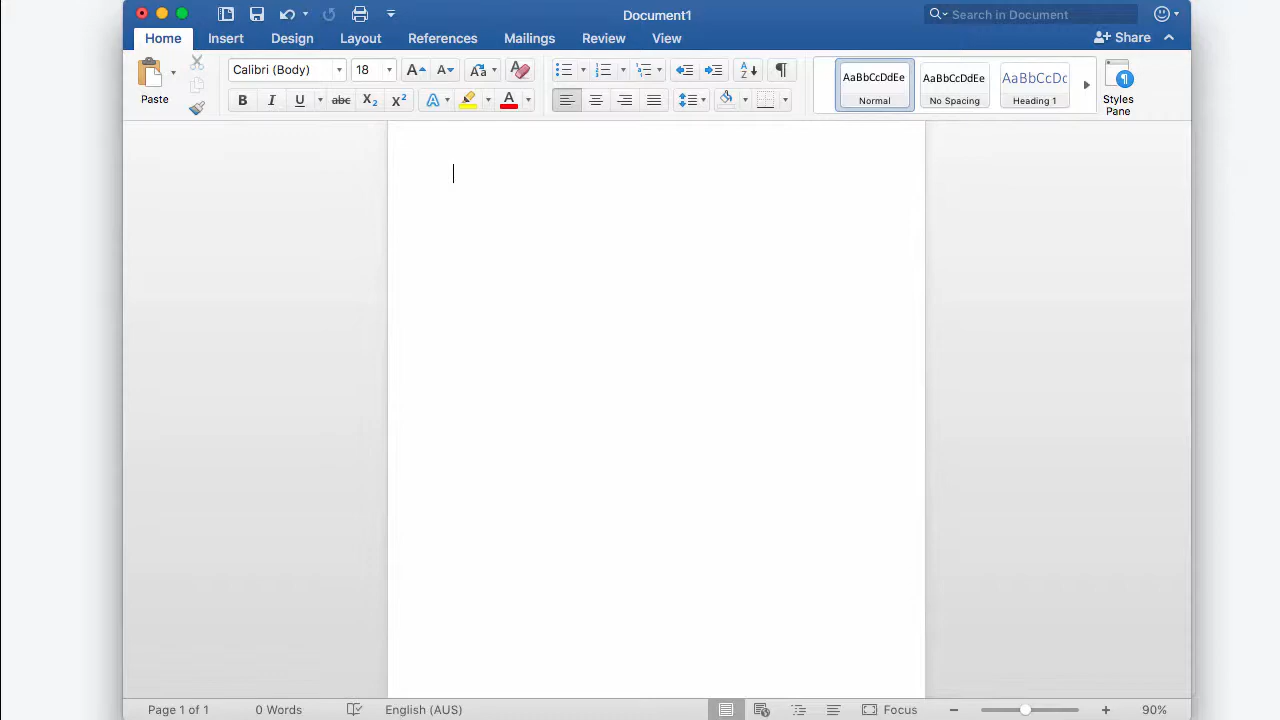 Document1
Search in Document
Home Insert Design Layout References Mailings Review View
Share
Paste
Calibri (Body) 18
Aa
B I U abc X₂ X² A A
AaBbCcDdEe AaBbCcDdEe AaBbCcDc
Normal No Spacing Heading 1
Styles
Pane
Page 1 of 1 0 Words English (AUS) Focus 90%